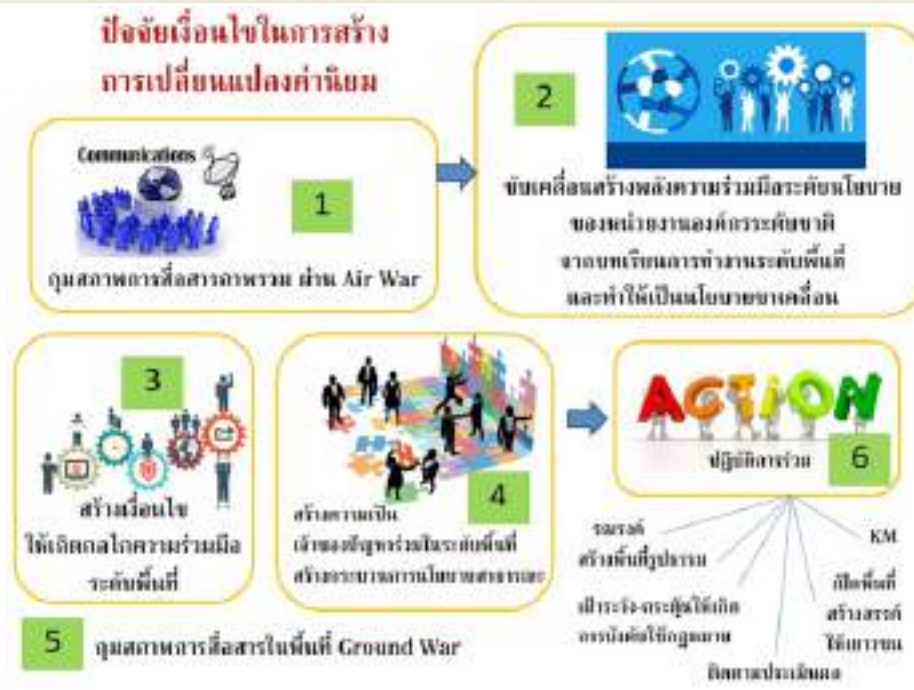 ปัจจัยเงื่อนไขในการสร้าง
การเปลี่ยนแปลงค่านิยม
Communications
1
กุมสภาพการสื่อสารภาพรวม ผ่าน Air War
2
ขับเคลื่อนสร้างพลังความร่วมมือระดับนโยบาย
ของหน่วยงานองค์กรระดับชาติ
จากบทเรียนการทำงานระดับพื้นที่
และทำให้เป็นนโยบายขาเคลื่อน
3
สร้างเงื่อนไข
ให้เกิดกลไกความร่วมมือ
ระดับพื้นที่
4
สร้างความเป็น
เจ้าของปัญหาร่วมในระดับพื้นที่
สร้างกระบวนการนโยบายสาธารณะ
ACTION
ปฏิบัติการร่วม
6
รณรงค์
สร้างพื้นที่รูปธรรม
เฝ้าระวัง-กระตุ้นให้เกิด
การบังคับใช้กฎหมาย
ติดตามประเมินผล
KM
พื้นที่
สร้างสรรค์
ให้เยาวชน
5
กุมสภาพการสื่อสารในพื้นที่ Ground War